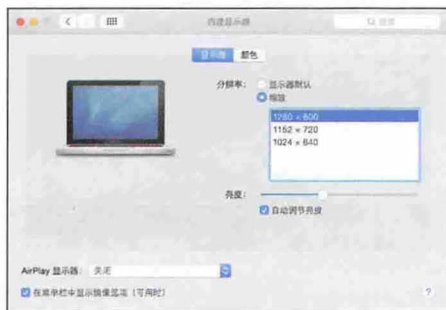 内建显示器
搜索
显示器 颜色
分辨率： 显示器默认
缩放
1280 × 800
1152 × 720
1024 × 640
亮度：
自动调节亮度
AirPlay 显示器： 关闭
在菜单栏中显示镜像选项（可用时）
?